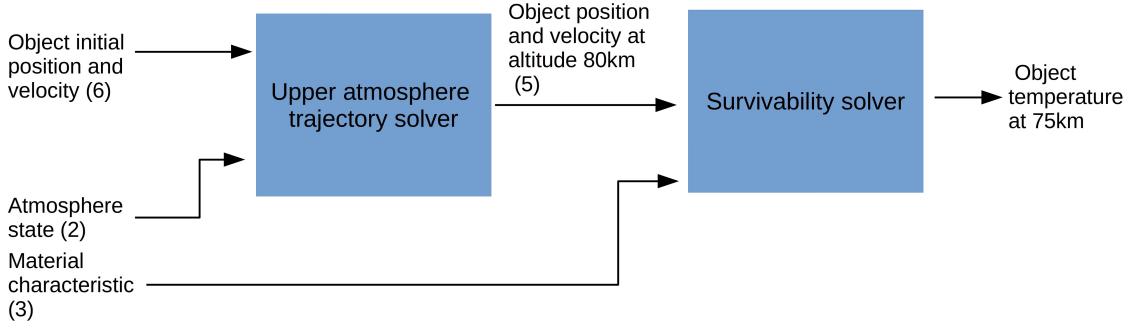 Object initial
position and
velocity (6)
Atmosphere
state (2)
Material
characteristic
(3)
Upper atmosphere
trajectory solver
Object position
and velocity at
altitude 80km
(5)
Survivability solver
Object
temperature
at 75km